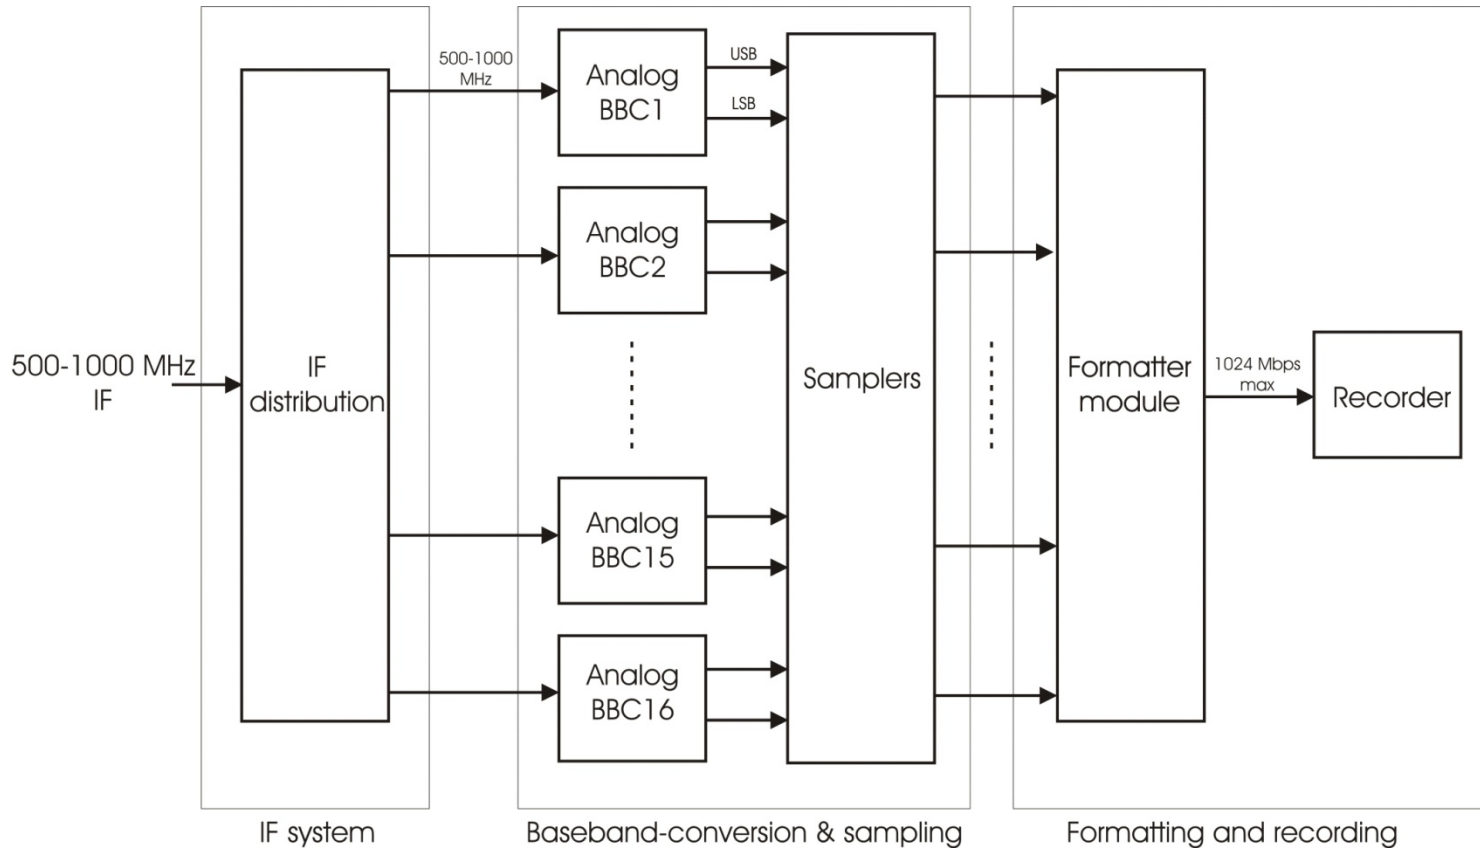 500-1000 MHz
IF
IF
distribution
500-1000
MHz
Analog
BBC1
USB
LSB
Analog
BBC2
Analog
BBC15
Analog
BBC16
Samplers
Formatter
module
1024 Mbps
max
Recorder
IF system
Baseband-conversion & sampling
Formatting and recording